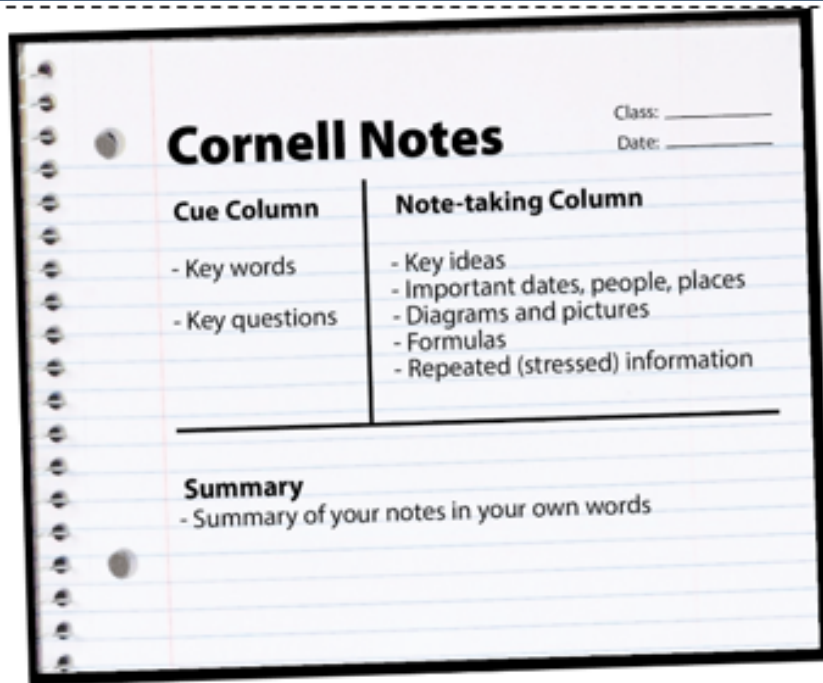 Cornell Notes
Class:
Date:
Cue Column
- Key words
- Key questions
Note-taking Column
- Key ideas
- Important dates, people, places
- Diagrams and pictures
- Formulas
- Repeated (stressed) information
Summary
- Summary of your notes in your own words